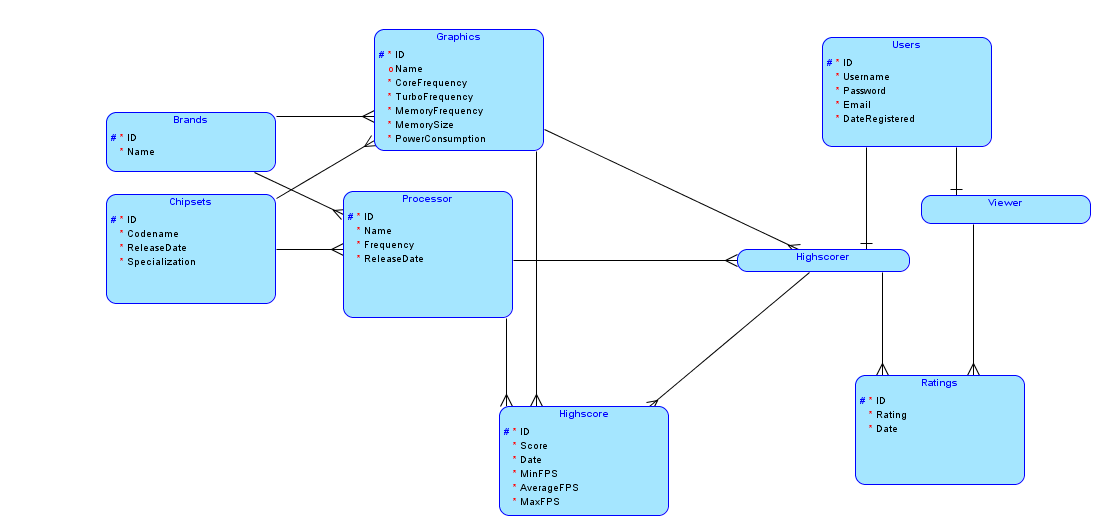 Graphics
# * ID
o Name
* CoreFrequency
* TurboFrequency
* MemoryFrequency
* MemorySize
* PowerConsumption
Users
# * ID
* Username
* Password
* Email
* DateRegistered
Brands
# * ID
* Name
Chipsets
# * ID
* Codename
* ReleaseDate
* Specialization
Processor
# * ID
* Name
* Frequency
* ReleaseDate
Viewer
Highscorer
Highscore
# * ID
* Score
* Date
* MinFPS
* AverageFPS
* MaxFPS
Ratings
# * ID
* Rating
* Date